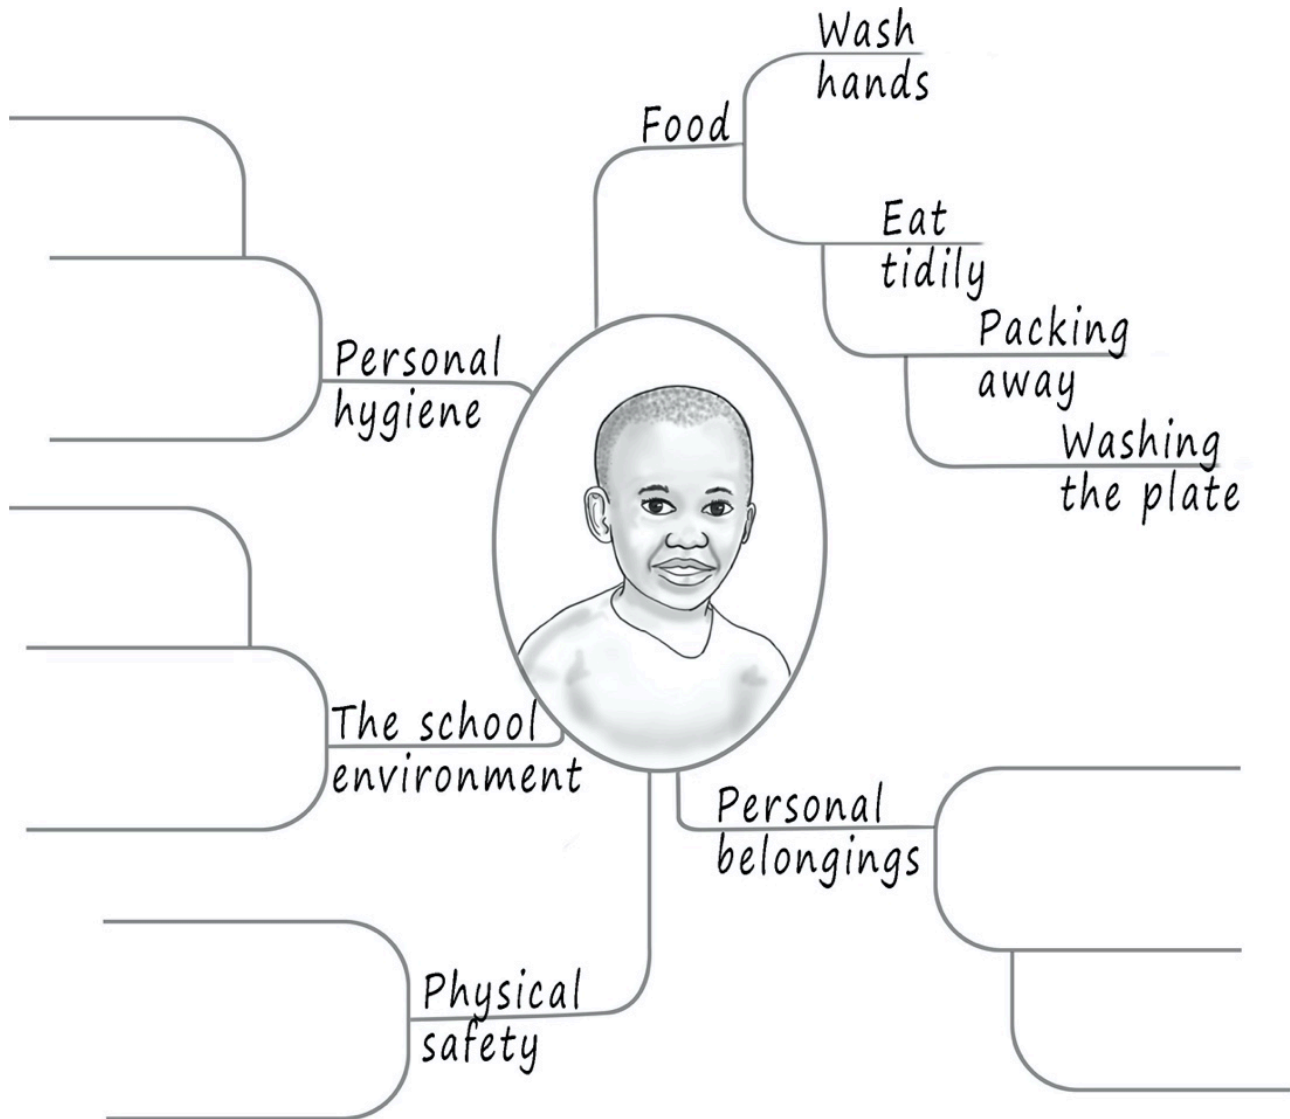 Wash
hands
Food
Eat
tidily
Packing
away
Washing
the plate
Personal
hygiene
The school
environment
Personal
belongings
Physical
safety